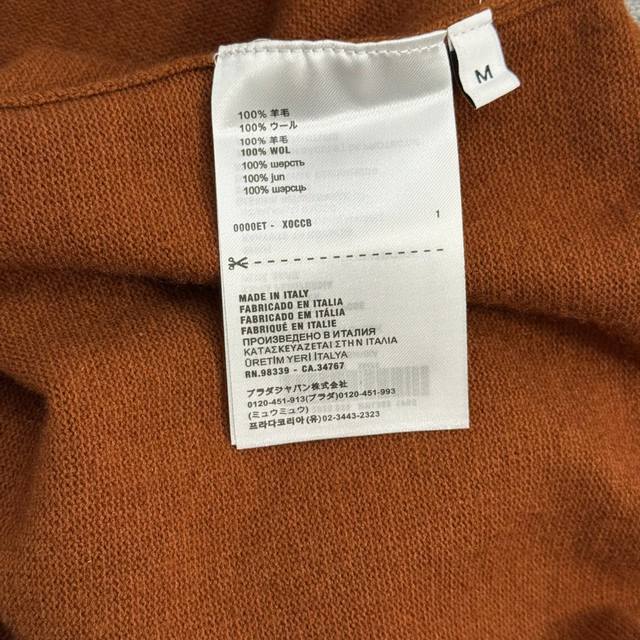 M
100% 羊毛
100% ウール
100% 羊毛
100% WOL
100% шерсть
100% jun
100% шэрсць
0000ET - X0CCB 1
MADE IN ITALY
FABRICADO EN ITALIA
FABRICADO EM ITÁLIA
FABRIQUÉ EN ITALIE
ПРОИЗВЕДЕНО В ИТАЛИЯ
ΚΑΤΑΣΚΕΥΑΖΕΤΑΙ ΣΤΗ Ν ΙΤΑΛΙΑ
ÜRETİM YERİ İTALYA
RN.98339 - CA.34767
プラダジャパン株式会社
0120-451-913(プラダ)0120-451-993
(ミュウミュウ)
프라다코리아 (유) 02-3443-2323